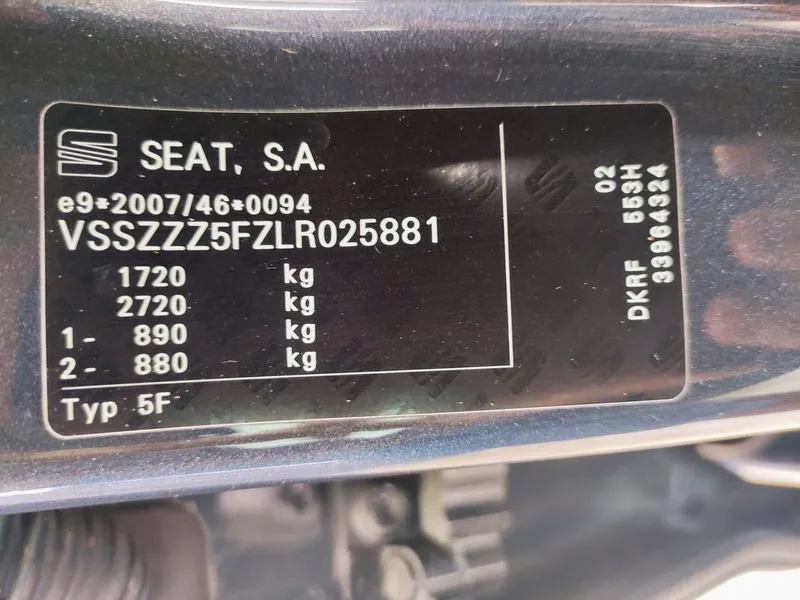 SEAT, S.A.
e9*2007/46*0094
VSSZZZ5FZLR025881
1720 kg
2720 kg
1- 890 kg
2- 880 kg
Typ 5F
02
DKRF 553H
33964324